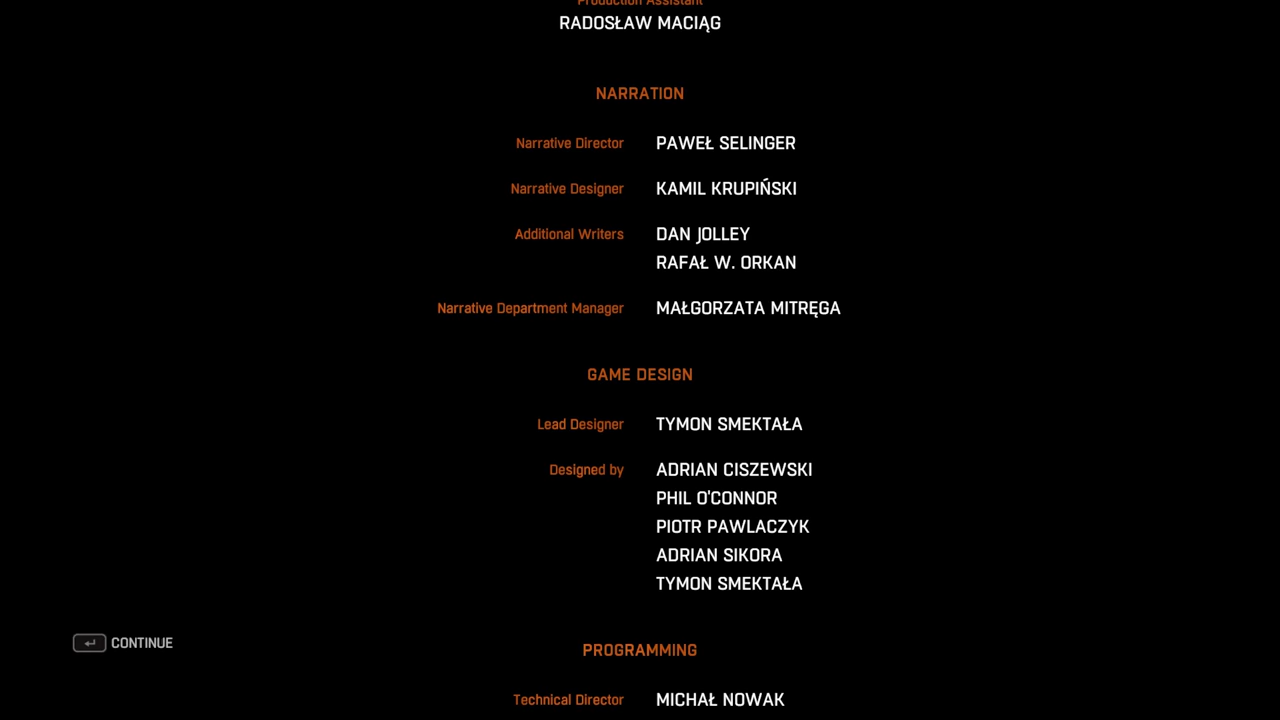 Production Assistant
RADOSŁAW MACIĄG
NARRATION
Narrative Director PAWEŁ SELINGER
Narrative Designer KAMIL KRUPIŃSKI
Additional Writers DAN JOLLEY
RAFAŁ W. ORKAN
Narrative Department Manager MAŁGORZATA MITRĘGA
GAME DESIGN
Lead Designer TYMON SMEKTAŁA
Designed by ADRIAN CISZEWSKI
PHIL O'CONNOR
PIOTR PAWLACZYK
ADRIAN SIKORA
TYMON SMEKTAŁA
CONTINUE
PROGRAMMING
Technical Director MICHAŁ NOWAK